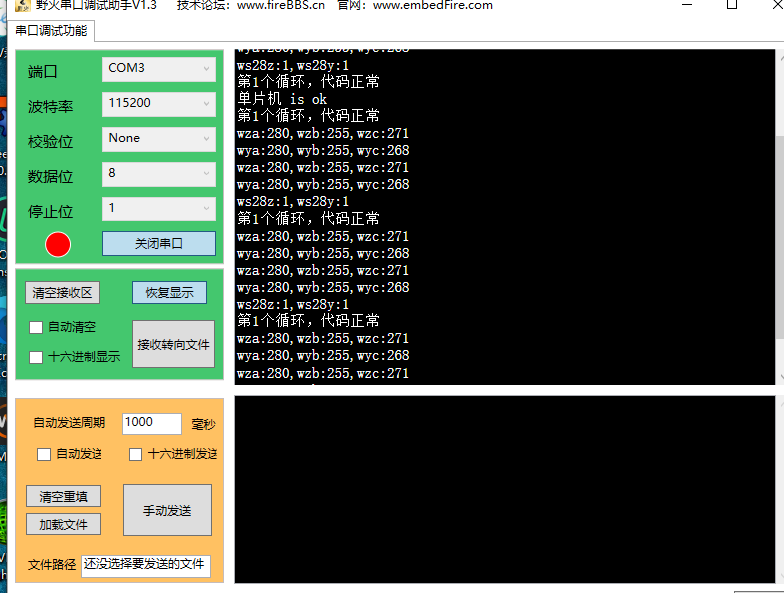 野火串口调试助手V1.3 技术论坛：www.fireBBS.cn 官网：www.embedFire.com
串口调试功能
端口 COM3
波特率 115200
校验位 None
数据位 8
停止位 1
关闭串口
清空接收区 恢复显示
自动清空
十六进制显示
接收转向文件
自动发送周期 1000 毫秒
自动发送 十六进制发送
清空重填
加载文件
手动发送
文件路径 还没选择要发送的文件
wya:280,wzb:255,wyc:268
ws28z:1,ws28y:1
第1个循环，代码正常
单片机 is ok
第1个循环，代码正常
wza:280,wzb:255,wzc:271
wya:280,wzb:255,wyc:268
wza:280,wzb:255,wzc:271
wya:280,wzb:255,wyc:268
ws28z:1,ws28y:1
第1个循环，代码正常
wza:280,wzb:255,wzc:271
wya:280,wzb:255,wyc:268
wza:280,wzb:255,wzc:271
wya:280,wzb:255,wyc:268
ws28z:1,ws28y:1
第1个循环，代码正常
wza:280,wzb:255,wzc:271
wya:280,wzb:255,wyc:268
wza:280,wzb:255,wzc:271